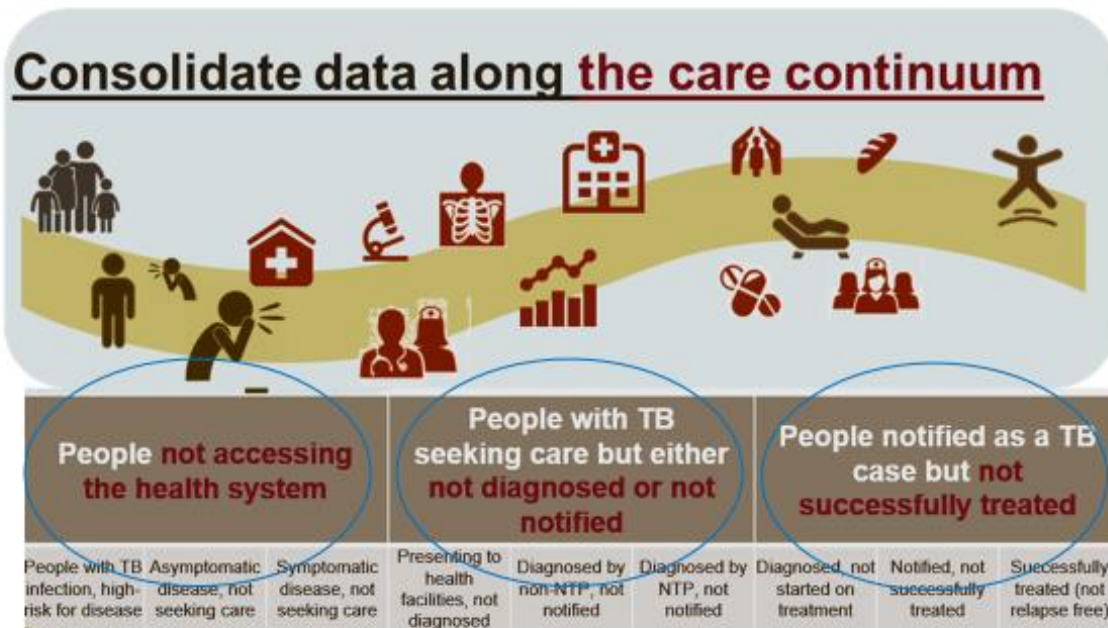 Consolidate data along the care continuum
People not accessing
the health system
People with TB
seeking care but either
not diagnosed or not
notified
People notified as a TB
case but not
successfully treated
People with TB
infection, high-
risk for disease
Asymptomatic
disease, not
seeking care
Symptomatic
disease, not
seeking care
Presenting to
health
facilities, not
diagnosed
Diagnosed by
non-NTP, not
notified
Diagnosed by
NTP, not
notified
Diagnosed, not
started on
treatment
Notified, not
successfully
treated
Successfully
treated (not
relapse free)